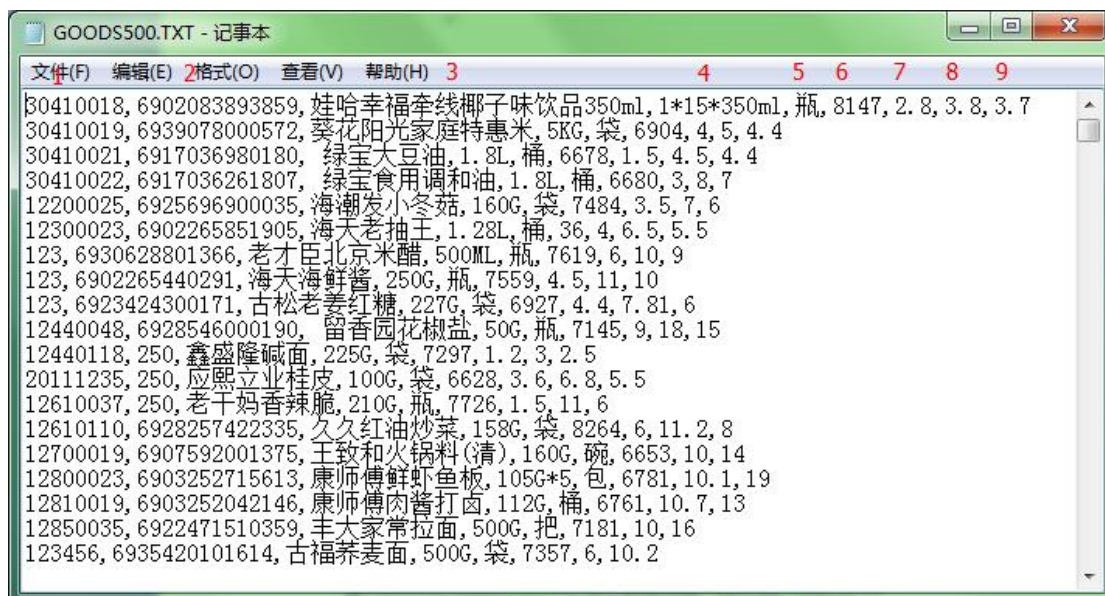 GOODS500.TXT - 记事本
文件(F) 编辑(E) 格式(O) 查看(V) 帮助(H)
1 2 3 4 5 6 7 8 9
30410018,6902083893859,娃哈幸福牵线椰子味饮品350ml,1*15*350ml,瓶,8147,2.8,3.8,3.7
30410019,6939078000572,葵花阳光家庭特惠米,5KG,袋,6904,4,5,4.4
30410021,6917036980180, 绿宝大豆油,1.8L,桶,6678,1.5,4.5,4.4
30410022,6917036261807, 绿宝食用调和油,1.8L,桶,6680,3,8,7
12200025,6925696900035,海潮发小冬菇,160G,袋,7484,3.5,7,6
12300023,6902265851905,海天老抽王,1.28L,桶,36,4,6.5,5.5
123,6930628801366,老才臣北京米醋,500ML,瓶,7619,6,10,9
123,6902265440291,海天海鲜酱,250G,瓶,7559,4.5,11,10
123,6923424300171,古松老姜红糖,227G,袋,6927,4.4,7.81,6
12440048,6928546000190, 留香园花椒盐,50G,瓶,7145,9,18,15
12440118,250,鑫盛隆碱面,225G,袋,7297,1.2,3,2.5
20111235,250,应熙立业桂皮,100G,袋,6628,3.6,6.8,5.5
12610037,250,老干妈香辣脆,210G,瓶,7726,1.5,11,6
12610110,6928257422335,久久红油炒菜,158G,袋,8264,6,11.2,8
12700019,6907592001375,王致和火锅料(清),160G,碗,6653,10,14
12800023,6903252715613,康师傅鲜虾鱼板,105G*5,包,6781,10.1,19
12810019,6903252042146,康师傅肉酱打卤,112G,桶,6761,10.7,13
12850035,6922471510359,丰大家常拉面,500G,把,7181,10,16
123456,6935420101614,古福荞麦面,500G,袋,7357,6,10.2